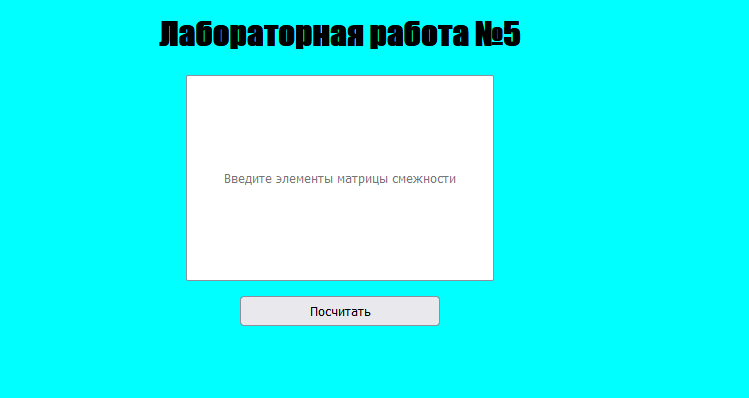 Лабораторная работа №5
Введите элементы матрицы смежности
Посчитать